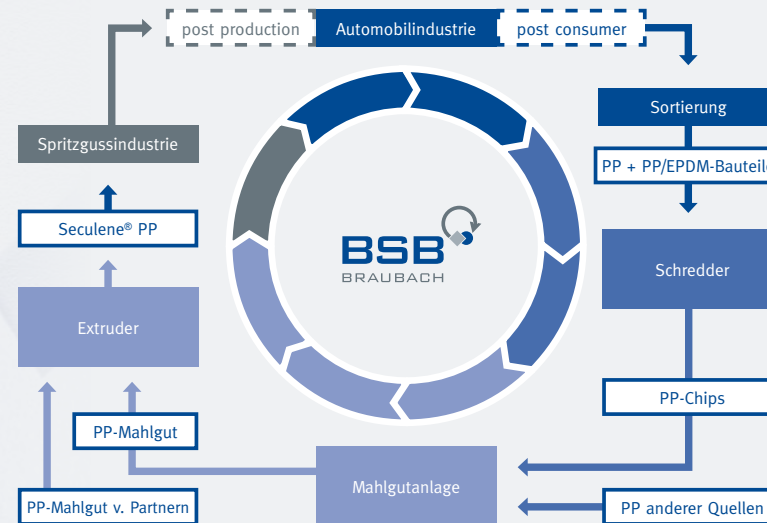 post production
Automobilindustrie
post consumer
Sortierung
PP + PP/EPDM-Bauteile
Schredder
PP-Chips
PP anderer Quellen
Mahlgutanlage
PP-Mahlgut
PP-Mahlgut v. Partnern
Extruder
Seculene® PP
Spritzgussindustrie
BSB
BRAUBACH